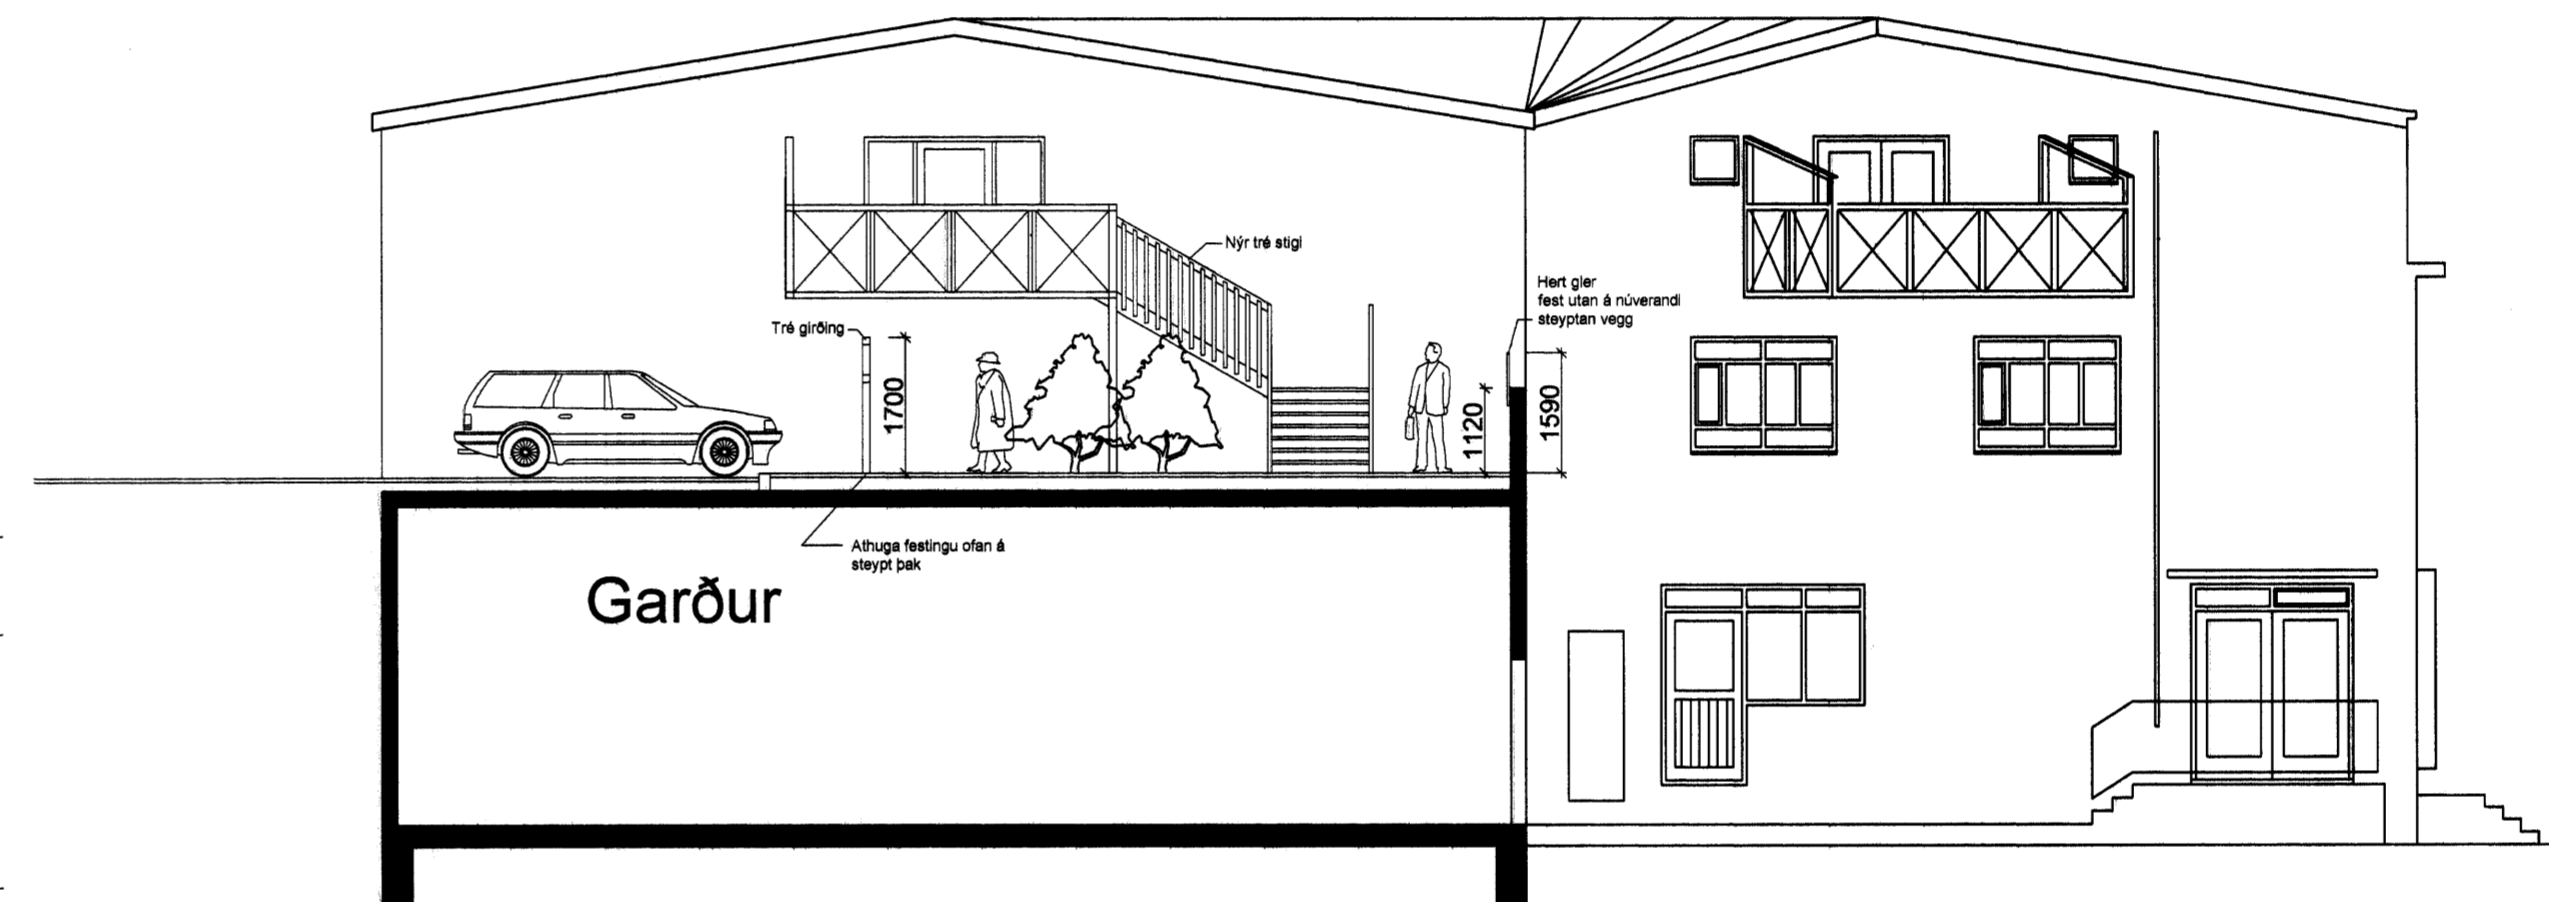 Nýr tré stigi
Hert gler
fest utan á núverandi
steyptan vegg
Tré girðing
1700
1120
1590
Athuga festingu ofan á
steypt þak
Garður